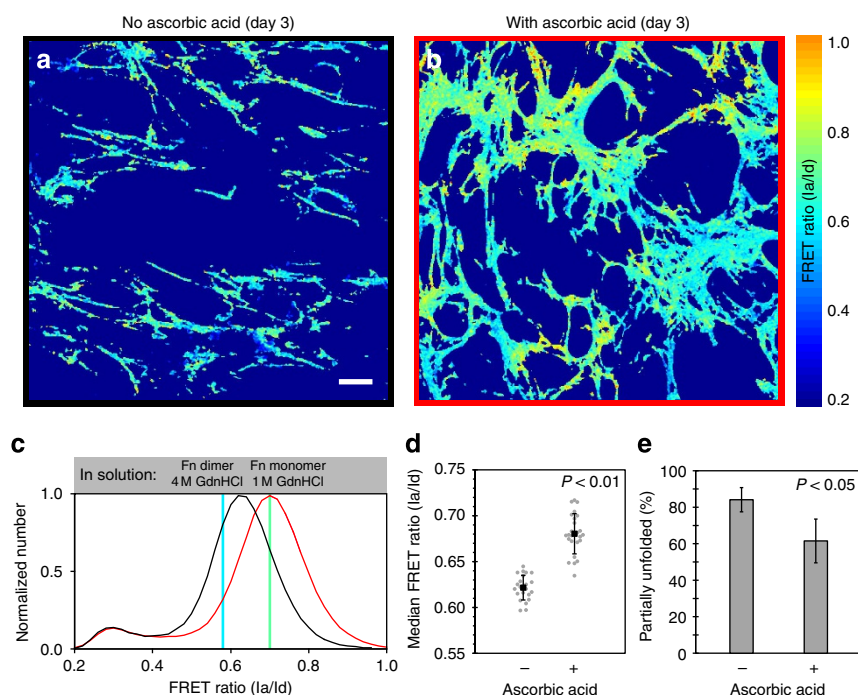 No ascorbic acid (day 3)
With ascorbic acid (day 3)
a
b
1.0
0.8
0.6
0.4
0.2
FRET ratio (Ia/Id)
c
In solution:
Fn dimer
4 M GdnHCl
Fn monomer
1 M GdnHCl
Normalized number
1.0
0.5
0.0
0.2
0.4
0.6
0.8
1.0
FRET ratio (Ia/Id)
d
Median FRET ratio (Ia/Id)
0.75
0.70
0.65
0.60
0.55
P < 0.01
− +
Ascorbic acid
e
Partially unfolded (%)
100
80
60
40
20
0
P < 0.05
− +
Ascorbic acid